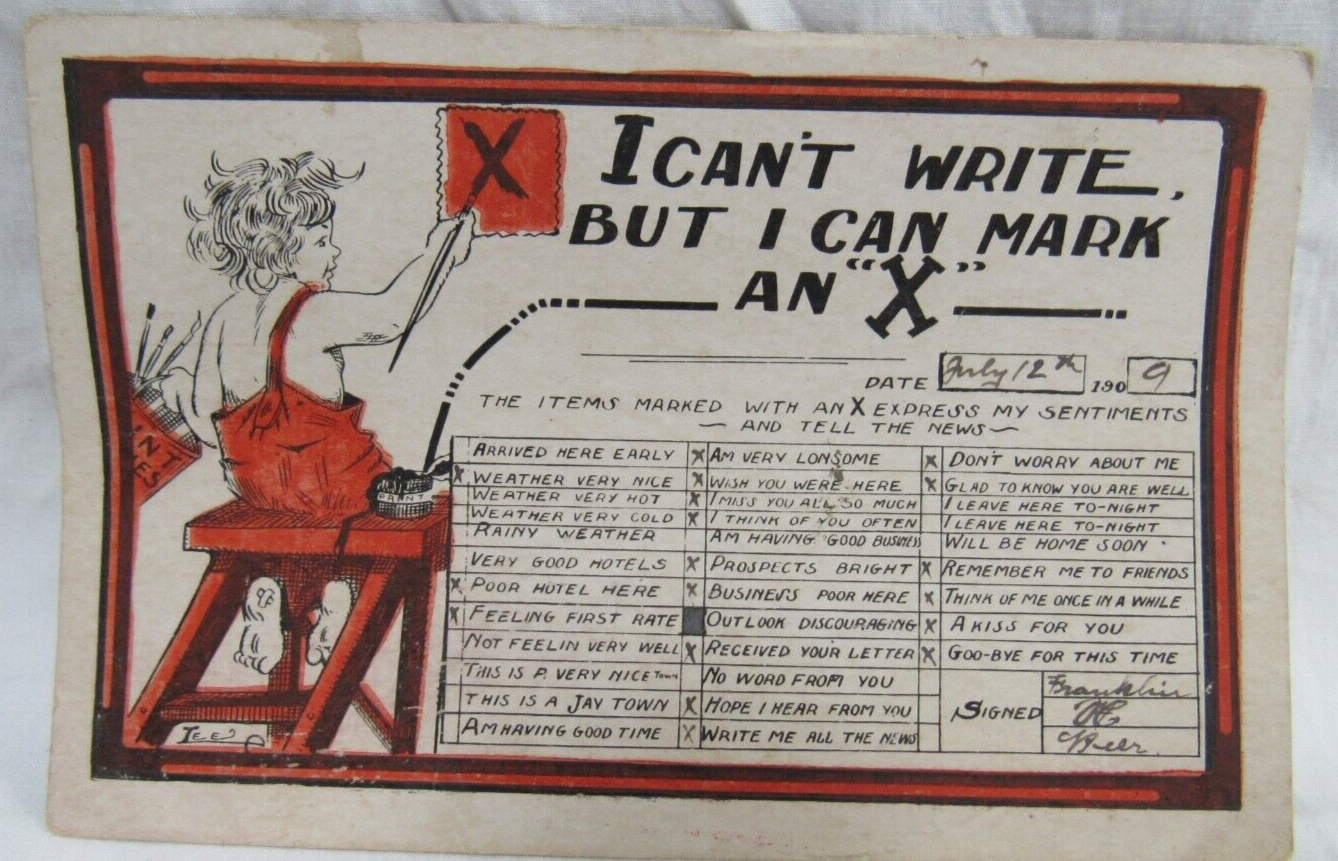 X
I CAN'T WRITE,
BUT I CAN MARK
AN "X"
DATE July 12th 190 9
THE ITEMS MARKED WITH AN X EXPRESS MY SENTIMENTS
— AND TELL THE NEWS —
ARRIVED HERE EARLY
X WEATHER VERY NICE
WEATHER VERY HOT
WEATHER VERY COLD
RAINY WEATHER
VERY GOOD HOTELS
X POOR HOTEL HERE
X FEELING FIRST RATE
NOT FEELIN VERY WELL
THIS IS A VERY NICE TOWN
THIS IS A JAY TOWN
AM HAVING GOOD TIME
X AM VERY LONSOME
X WISH YOU WERE HERE
X I MISS YOU ALL SO MUCH
X I THINK OF YOU OFTEN
AM HAVING GOOD BUSINESS
X PROSPECTS BRIGHT
X BUSINESS POOR HERE
OUTLOOK DISCOURAGING
X RECEIVED YOUR LETTER
NO WORD FROM YOU
X HOPE I HEAR FROM YOU
X WRITE ME ALL THE NEWS
X DON'T WORRY ABOUT ME
X GLAD TO KNOW YOU ARE WELL
I LEAVE HERE TO-NIGHT
I LEAVE HERE TO-NIGHT
WILL BE HOME SOON
X REMEMBER ME TO FRIENDS
X THINK OF ME ONCE IN A WHILE
X A KISS FOR YOU
X GOO-BYE FOR THIS TIME
SIGNED
Franklin
PAINT